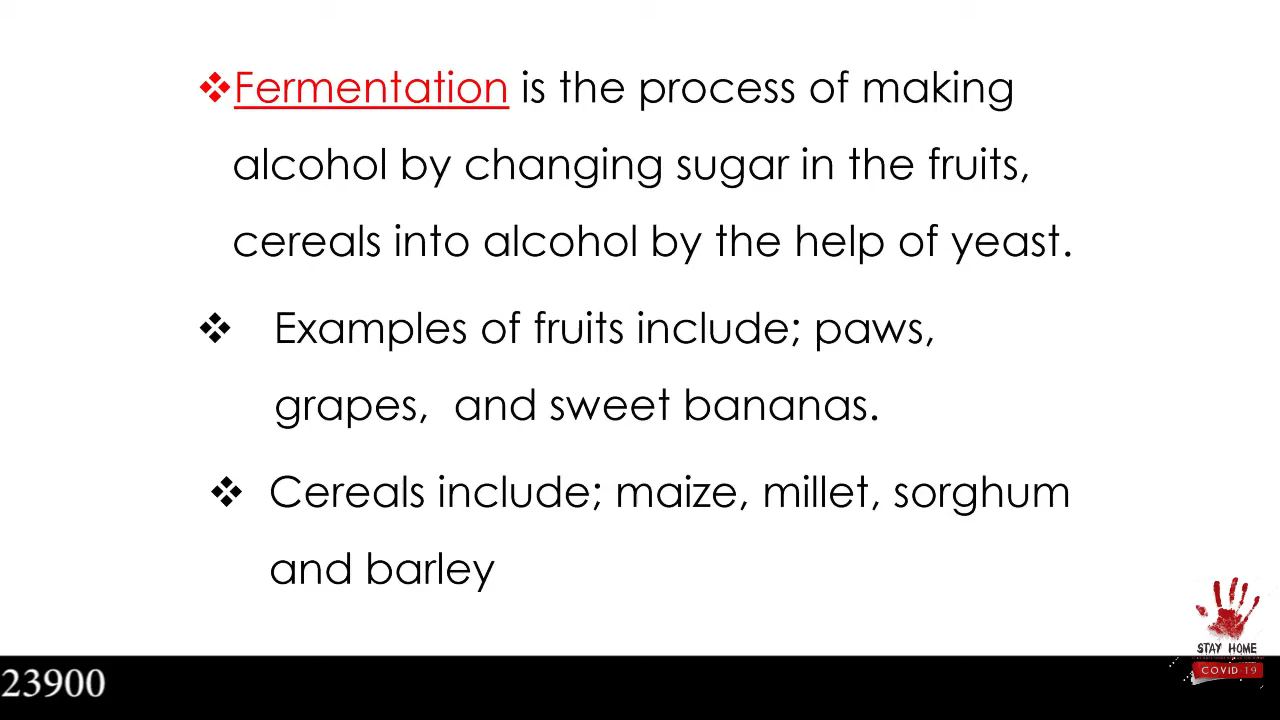 ❖Fermentation is the process of making
alcohol by changing sugar in the fruits,
cereals into alcohol by the help of yeast.
❖ Examples of fruits include; paws,
grapes, and sweet bananas.
❖ Cereals include; maize, millet, sorghum
and barley
STAY HOME
COVID-19
23900